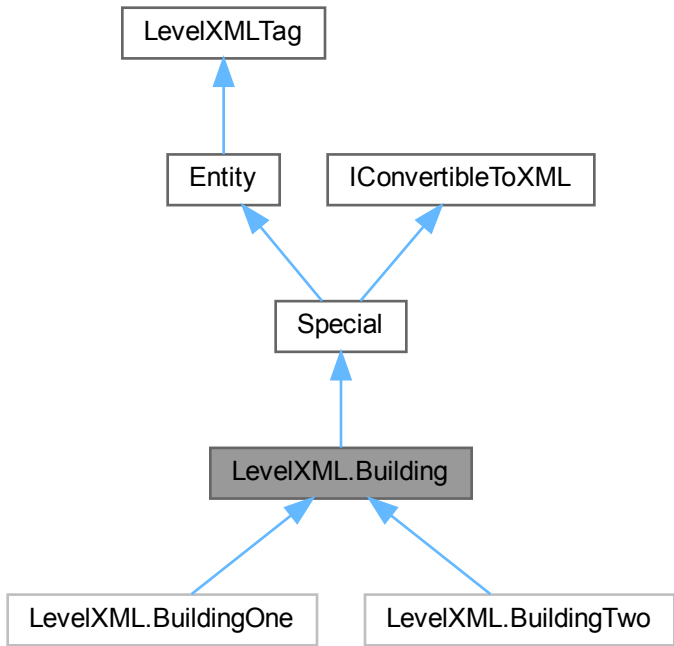 LevelXMLTag
Entity
IConvertibleToXML
Special
LevelXML.Building
LevelXML.BuildingOne
LevelXML.BuildingTwo